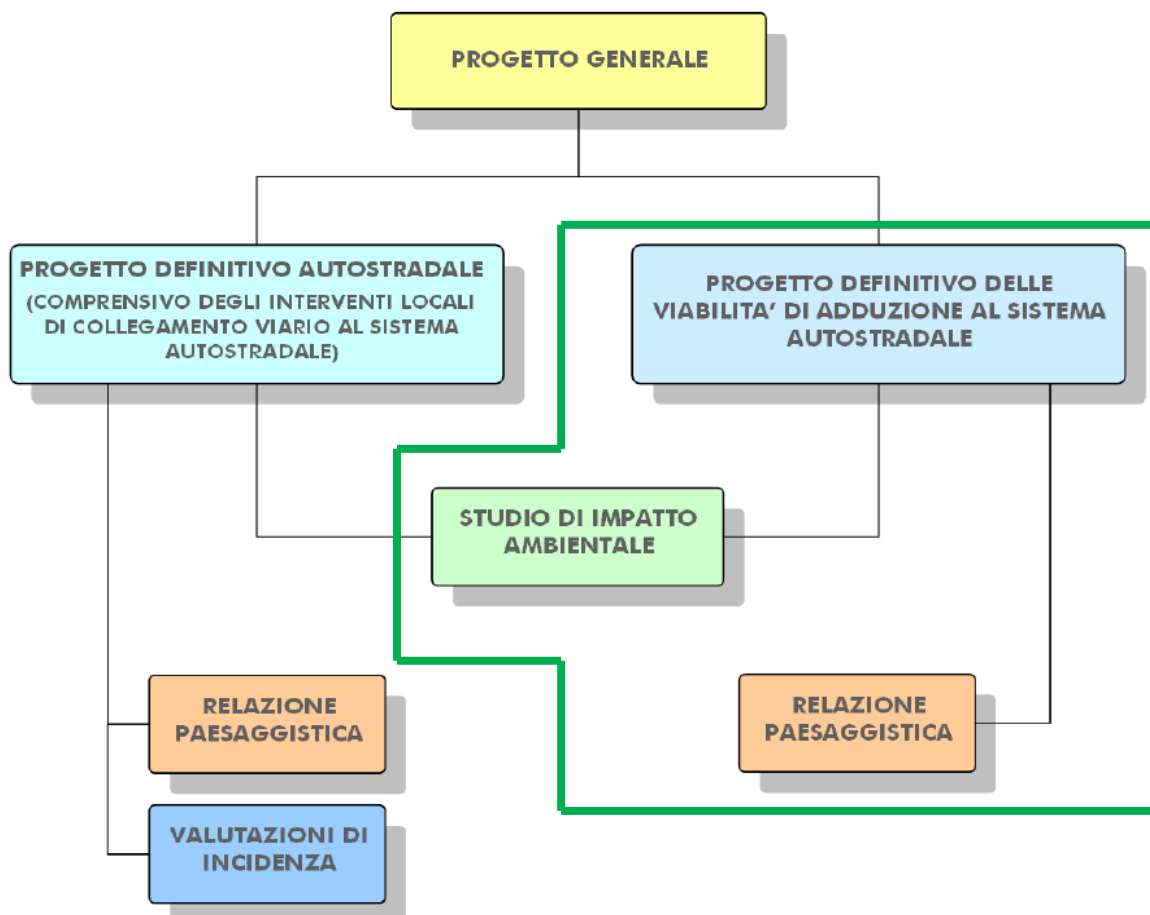 PROGETTO GENERALE
PROGETTO DEFINITIVO AUTOSTRADALE
(COMPRENSIVO DEGLI INTERVENTI LOCALI
DI COLLEGAMENTO VIARIO AL SISTEMA
AUTOSTRADALE)
PROGETTO DEFINITIVO DELLE
VIABILITA’ DI ADDUZIONE AL SISTEMA
AUTOSTRADALE
STUDIO DI IMPATTO
AMBIENTALE
RELAZIONE
PAESAGGISTICA
RELAZIONE
PAESAGGISTICA
VALUTAZIONI DI
INCIDENZA